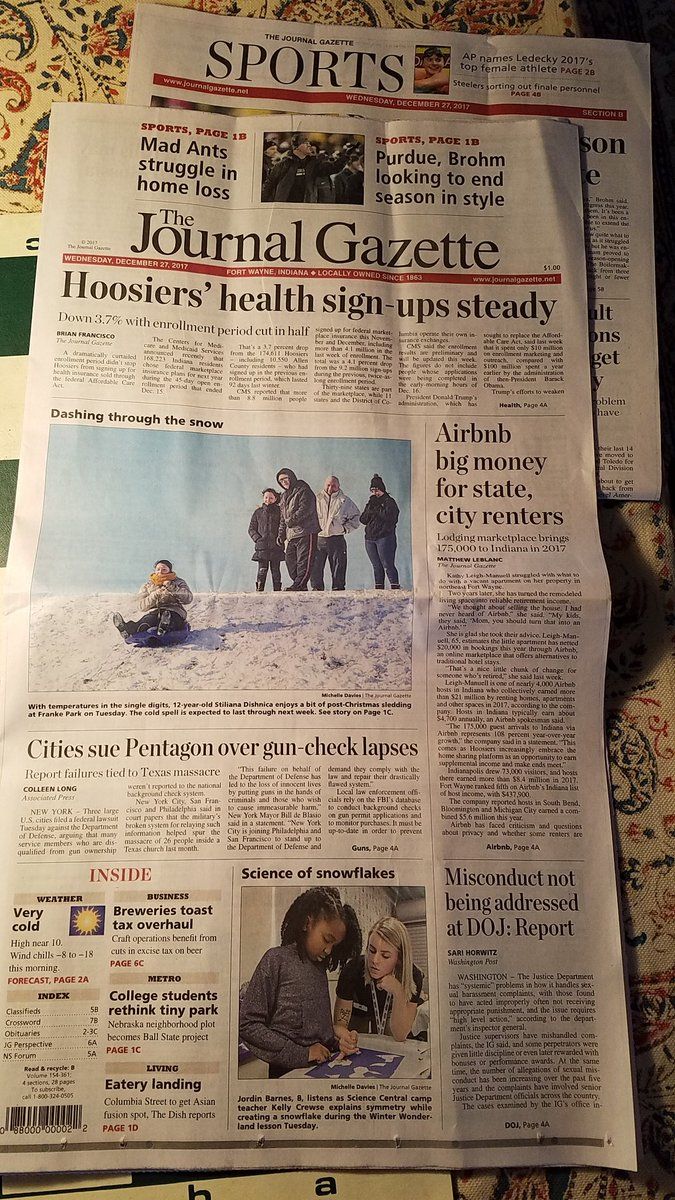 THE JOURNAL GAZETTE
SPORTS
AP names Ledecky 2017's
top female athlete PAGE 2B
Steelers sorting out finale personnel
PAGE 4B
www.journalgazette.net
WEDNESDAY, DECEMBER 27, 2017
SECTION B
SPORTS, PAGE 1B
Mad Ants
struggle in
home loss
SPORTS, PAGE 1B
Purdue, Brohm
looking to end
season in style
© 2017
The Journal Gazette
The
Journal Gazette
$1.00
WEDNESDAY, DECEMBER 27, 2017
FORT WAYNE, INDIANA ◆ LOCALLY OWNED SINCE 1863
www.journalgazette.net
Hoosiers' health sign-ups steady
Down 3.7% with enrollment period cut in half
BRIAN FRANCISCO
The Journal Gazette
A dramatically curtailed
enrollment period didn't stop
Hoosiers from signing up for
health insurance sold through
the federal Affordable Care
Act.
The Centers for Medi-
care and Medicaid Services
announced recently that
168,223 Indiana residents
chose federal marketplace
insurance plans for next year
during the 45-day open en-
rollment period that ended
Dec. 15.
That's a 3.7 percent drop
from the 174,611 Hoosiers
– including 10,550 Allen
County residents – who had
signed up in the previous en-
rollment period, which lasted
92 days last winter.
CMS reported that more
than 8.8 million people
signed up for federal market-
place insurance this Novem-
ber and December, including
more than 4.1 million in the
last week of enrollment. The
total was a 4.1 percent drop
from the 9.2 million sign-ups
during the previous, twice-as-
long enrollment period.
Thirty-nine states are part
of the marketplace, while 11
states and the District of Co-
lumbia operate their own in-
surance exchanges.
CMS said the enrollment
results are preliminary and
will be updated this week.
The figures do not include
people whose applications
were being completed in
the early-morning hours of
Dec. 16.
President Donald Trump's
administration, which has
sought to replace the Afford-
able Care Act, said last week
that it spent only $10 million
on enrollment marketing and
outreach, compared with
$100 million spent a year
earlier by the administration
of then-President Barack
Obama.
Trump's efforts to weaken
Health, Page 4A
Dashing through the snow
Michelle Davies | The Journal Gazette
With temperatures in the single digits, 12-year-old Stiliana Dishnica enjoys a bit of post-Christmas sledding
at Franke Park on Tuesday. The cold spell is expected to last through next week. See story on Page 1C.
Airbnb
big money
for state,
city renters
Lodging marketplace brings
175,000 to Indiana in 2017
MATTHEW LEBLANC
The Journal Gazette
Kathy Leigh-Manuell struggled with what to
do with a vacant apartment on her property in
northeast Fort Wayne.
Two years later, she has turned the remodeled
living space into reliable retirement income.
"We thought about selling the house. I had
never heard of Airbnb," she said. "My kids,
they said, 'Mom, you should turn that into an
Airbnb.'"
She is glad she took their advice. Leigh-Man-
uell, 65, estimates the little apartment has netted
$20,000 in bookings this year through Airbnb,
an online marketplace that offers alternatives to
traditional hotel stays.
"That's a nice little chunk of change for
someone who's retired," she said last week.
Leigh-Manuell is one of nearly 4,000 Airbnb
hosts in Indiana who collectively earned more
than $21 million by renting homes, apartments
and other spaces in 2017, according to the com-
pany. Hosts in Indiana typically earn about
$4,700 annually, an Airbnb spokesman said.
"The 175,000 guest arrivals to Indiana via
Airbnb represents 108 percent year-over-year
growth," the company said in a statement. "This
comes as Hoosiers increasingly embrace the
home sharing platform as an opportunity to earn
supplemental income and make ends meet."
Indianapolis drew 73,000 visitors, and hosts
there earned more than $8.4 million in 2017.
Fort Wayne ranked fifth on Airbnb's Indiana list
of host income, with $437,900.
The company reported hosts in South Bend,
Bloomington and Michigan City earned a com-
bined $5.6 million this year.
Airbnb has faced criticism and questions
about privacy and whether some renters are
Airbnb, Page 4A
Cities sue Pentagon over gun-check lapses
Report failures tied to Texas massacre
COLLEEN LONG
Associated Press
NEW YORK – Three large
U.S. cities filed a federal lawsuit
Tuesday against the Department
of Defense, arguing that many
service members who are dis-
qualified from gun ownership
weren't reported to the national
background check system.
New York City, San Fran-
cisco and Philadelphia said in
court papers that the military's
broken system for relaying such
information helped spur the
massacre of 26 people inside
a Texas church last month.
"This failure on behalf of
the Department of Defense has
led to the loss of innocent lives
by putting guns in the hands of
criminals and those who wish
to cause immeasurable harm,"
New York Mayor Bill de Blasio
said in a statement. "New York
City is joining Philadelphia and
San Francisco to stand up to
the Department of Defense and
demand they comply with the
law and repair their drastically
flawed system."
Local law enforcement offi-
cials rely on the FBI's database
to conduct background checks
on gun permit applications and
to monitor purchases. It must be
up-to-date in order to prevent
Guns, Page 4A
INSIDE
WEATHER
Very
cold
High near 10.
Wind chills –8 to –18
this morning.
FORECAST, PAGE 2A
INDEX
Classifieds 5B
Crossword 7B
Obituaries 2-3C
JG Perspective 6A
NS Forum 5A
Read & recycle: B
Volume 154-361;
4 sections, 28 pages
To subscribe,
call 1-800-324-0505
0 88000 00002 2
BUSINESS
Breweries toast
tax overhaul
Craft operations benefit from
cuts in excise tax on beer
PAGE 6C
METRO
College students
rethink tiny park
Nebraska neighborhood plot
becomes Ball State project
PAGE 1C
LIVING
Eatery landing
Columbia Street to get Asian
fusion spot, The Dish reports
PAGE 1D
Science of snowflakes
Michelle Davies | The Journal Gazette
Jordin Barnes, 8, listens as Science Central camp
teacher Kelly Crewse explains symmetry while
creating a snowflake during the Winter Wonder-
land lesson Tuesday.
Misconduct not
being addressed
at DOJ: Report
SARI HORWITZ
Washington Post
WASHINGTON – The Justice Department
has "systemic" problems in how it handles sex-
ual harassment complaints, with those found
to have acted improperly often not receiving
appropriate punishment, and the issue requires
"high level action," according to the depart-
ment's inspector general.
Justice supervisors have mishandled com-
plaints, the IG said, and some perpetrators were
given little discipline or even later rewarded with
bonuses or performance awards. At the same
time, the number of allegations of sexual mis-
conduct has been increasing over the past five
years and the complaints have involved senior
Justice Department officials across the country.
The cases examined by the IG's office in-
DOJ, Page 4A